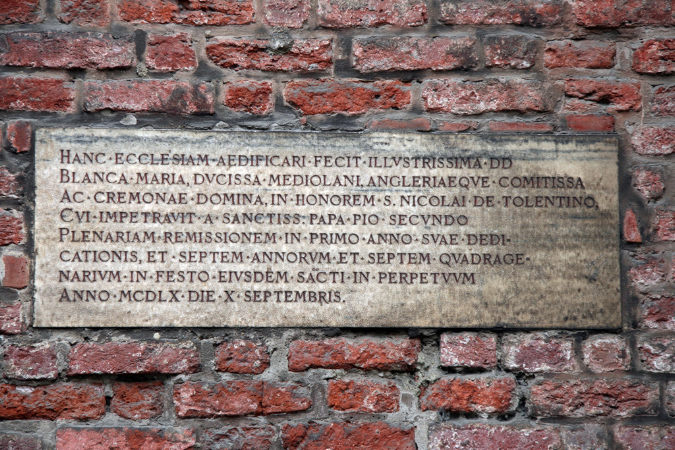 HANC·ECCLESIAM·AEDIFICARI·FECIT·ILLVSTRISSIMA·DD
BLANCA·MARIA, DVCISSA·MEDIOLANI, ANGLERIAEQVE·COMITISSA
AC·CREMONAE·DOMINA, IN·HONOREM·S. NICOLAI·DE·TOLENTINO,
CVI·IMPETRAVIT·A·SANCTISS: PAPA·PIO·SECVNDO
PLENARIAM·REMISSIONEM·IN·PRIMO·ANNO·SVAE·DEDI-
CATIONIS, ET·SEPTEM·ANNORVM·ET·SEPTEM·QVADRAGE-
NARIVM·IN·FESTO·EIVSDEM·SÃCTI·IN·PERPETVVM
ANNO·MCDLX·DIE·X·SEPTEMBRIS.